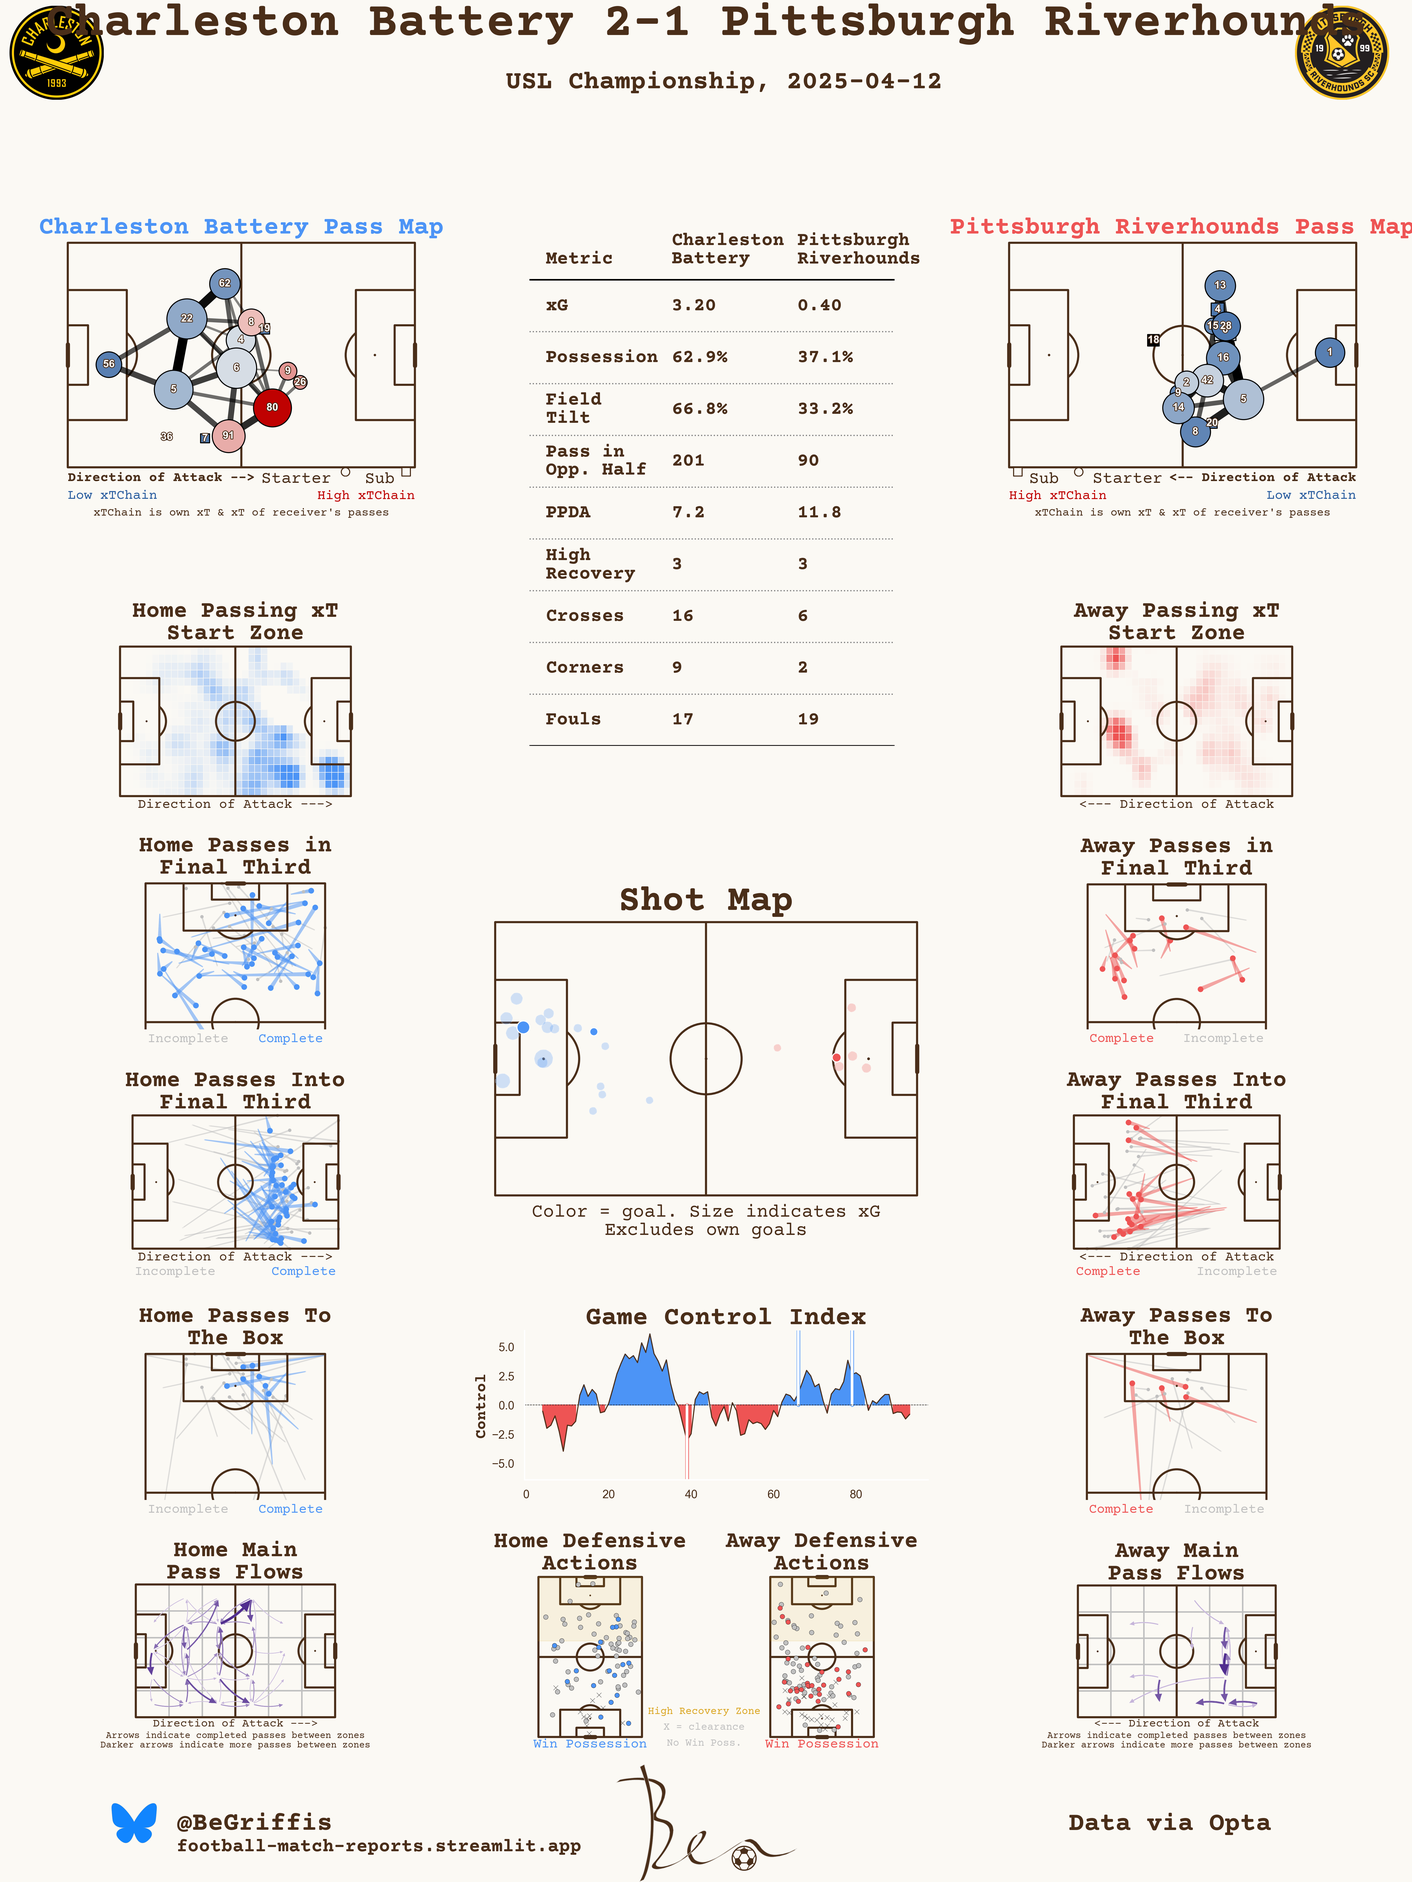 Charleston Battery 2-1 Pittsburgh Riverhounds
USL Championship, 2025-04-12
CHARLESTON
1993
PITTSBURGH
19 99
RIVERHOUNDS SC
Charleston Battery Pass Map
62
22
8
19
4
56
6
9
26
5
80
36
7
91
Direction of Attack --> Starter Sub
Low xTChain High xTChain
xTChain is own xT & xT of receiver's passes
Metric Charleston Battery Pittsburgh Riverhounds
xG 3.20 0.40
Possession 62.9% 37.1%
Field Tilt 66.8% 33.2%
Pass in Opp. Half 201 90
PPDA 7.2 11.8
High Recovery 3 3
Crosses 16 6
Corners 9 2
Fouls 17 19
Pittsburgh Riverhounds Pass Map
13
4
15
28
18
16
1
2
42
9
14
5
20
8
Sub Starter <-- Direction of Attack
High xTChain Low xTChain
xTChain is own xT & xT of receiver's passes
Home Passing xT
Start Zone
Direction of Attack --->
Away Passing xT
Start Zone
<--- Direction of Attack
Home Passes in
Final Third
Incomplete Complete
Away Passes in
Final Third
Complete Incomplete
Shot Map
Color = goal. Size indicates xG
Excludes own goals
Home Passes Into
Final Third
Direction of Attack --->
Incomplete Complete
Away Passes Into
Final Third
<--- Direction of Attack
Complete Incomplete
Home Passes To
The Box
Incomplete Complete
Game Control Index
Control
5.0
2.5
0.0
−2.5
−5.0
0 20 40 60 80
Away Passes To
The Box
Complete Incomplete
Home Main
Pass Flows
Direction of Attack --->
Arrows indicate completed passes between zones
Darker arrows indicate more passes between zones
Home Defensive
Actions
Win Possession
High Recovery Zone
X = clearance
No Win Poss.
Away Defensive
Actions
Win Possession
Away Main
Pass Flows
<--- Direction of Attack
Arrows indicate completed passes between zones
Darker arrows indicate more passes between zones
@BeGriffis
football-match-reports.streamlit.app
Ben
Data via Opta